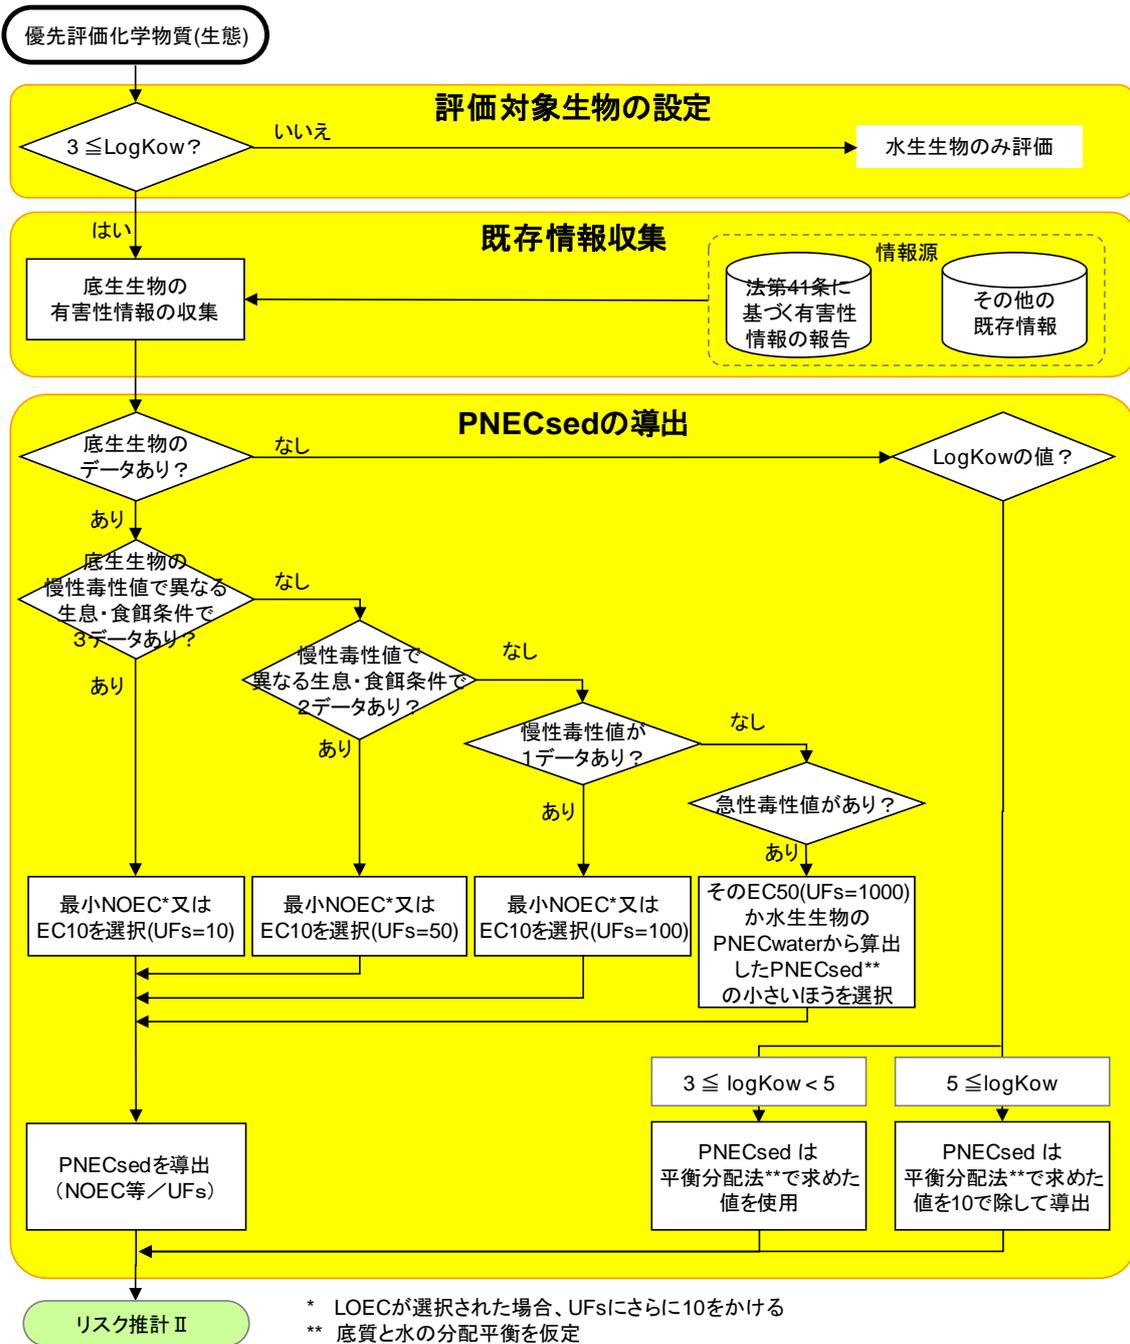 優先評価化学物質(生態)
評価対象生物の設定
3 ≦LogKow?
いいえ
水生生物のみ評価
はい
既存情報収集
底生生物の
有害性情報の収集
情報源
法第41条に
基づく有害性
情報の報告
その他の
既存情報
PNECsedの導出
底生生物の
データあり?
なし
LogKowの値?
あり
底生生物の
慢性毒性値で異なる
生息・食餌条件で
3データあり?
なし
あり
慢性毒性値で
異なる生息・食餌条件で
2データあり?
なし
あり
慢性毒性値が
1データあり?
なし
あり
急性毒性値があり?
あり
最小NOEC*又は
EC10を選択(UFs=10)
最小NOEC*又は
EC10を選択(UFs=50)
最小NOEC*又は
EC10を選択(UFs=100)
そのEC50(UFs=1000)
か水生生物の
PNECwaterから算出
したPNECsed**
の小さいほうを選択
3 ≦ logKow < 5
5 ≦logKow
PNECsedを導出
(NOEC等/UFs)
PNECsed は
平衡分配法**で求めた
値を使用
PNECsed は
平衡分配法**で求めた
値を10で除して導出
リスク推計Ⅱ
* LOECが選択された場合、UFsにさらに10をかける
** 底質と水の分配平衡を仮定